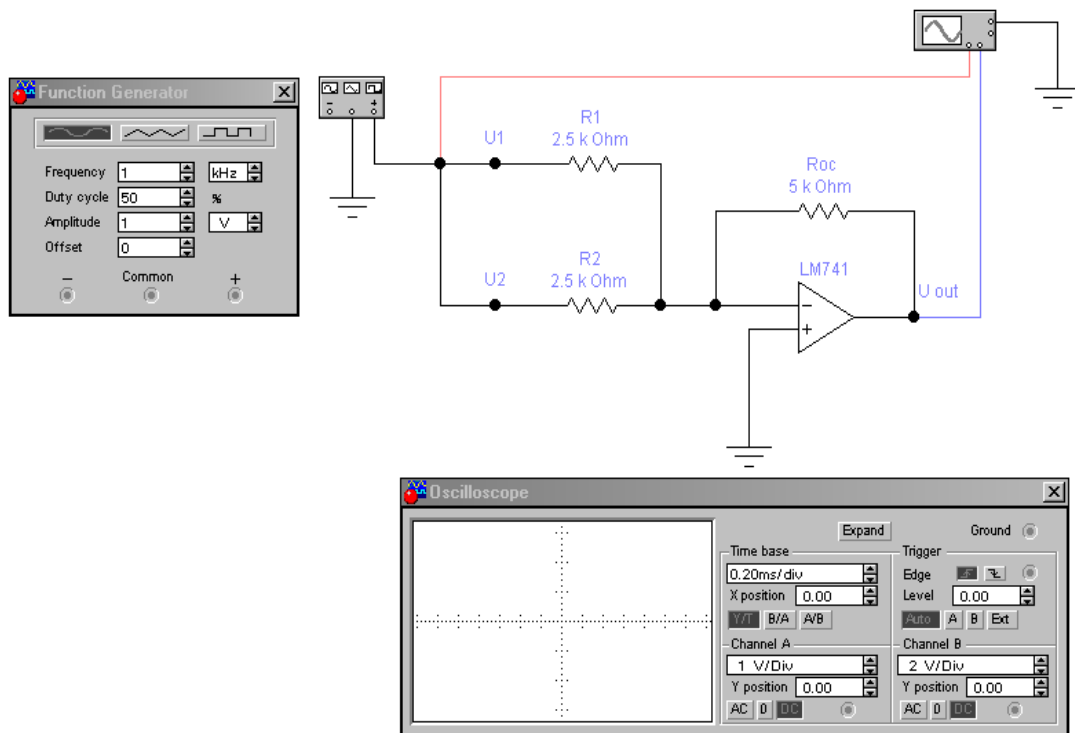 Function Generator
Frequency 1 kHz
Duty cycle 50 %
Amplitude 1 V
Offset 0
− Common +
− +
U1
R1
2.5 k Ohm
Roc
5 k Ohm
U2
R2
2.5 k Ohm
LM741
−
+
U out
Oscilloscope
Expand Ground
Time base
0.20ms/div
X position 0.00
Y/T B/A A/B
Trigger
Edge
Level 0.00
Auto A B Ext
Channel A
1 V/Div
Y position 0.00
AC 0 DC
Channel B
2 V/Div
Y position 0.00
AC 0 DC